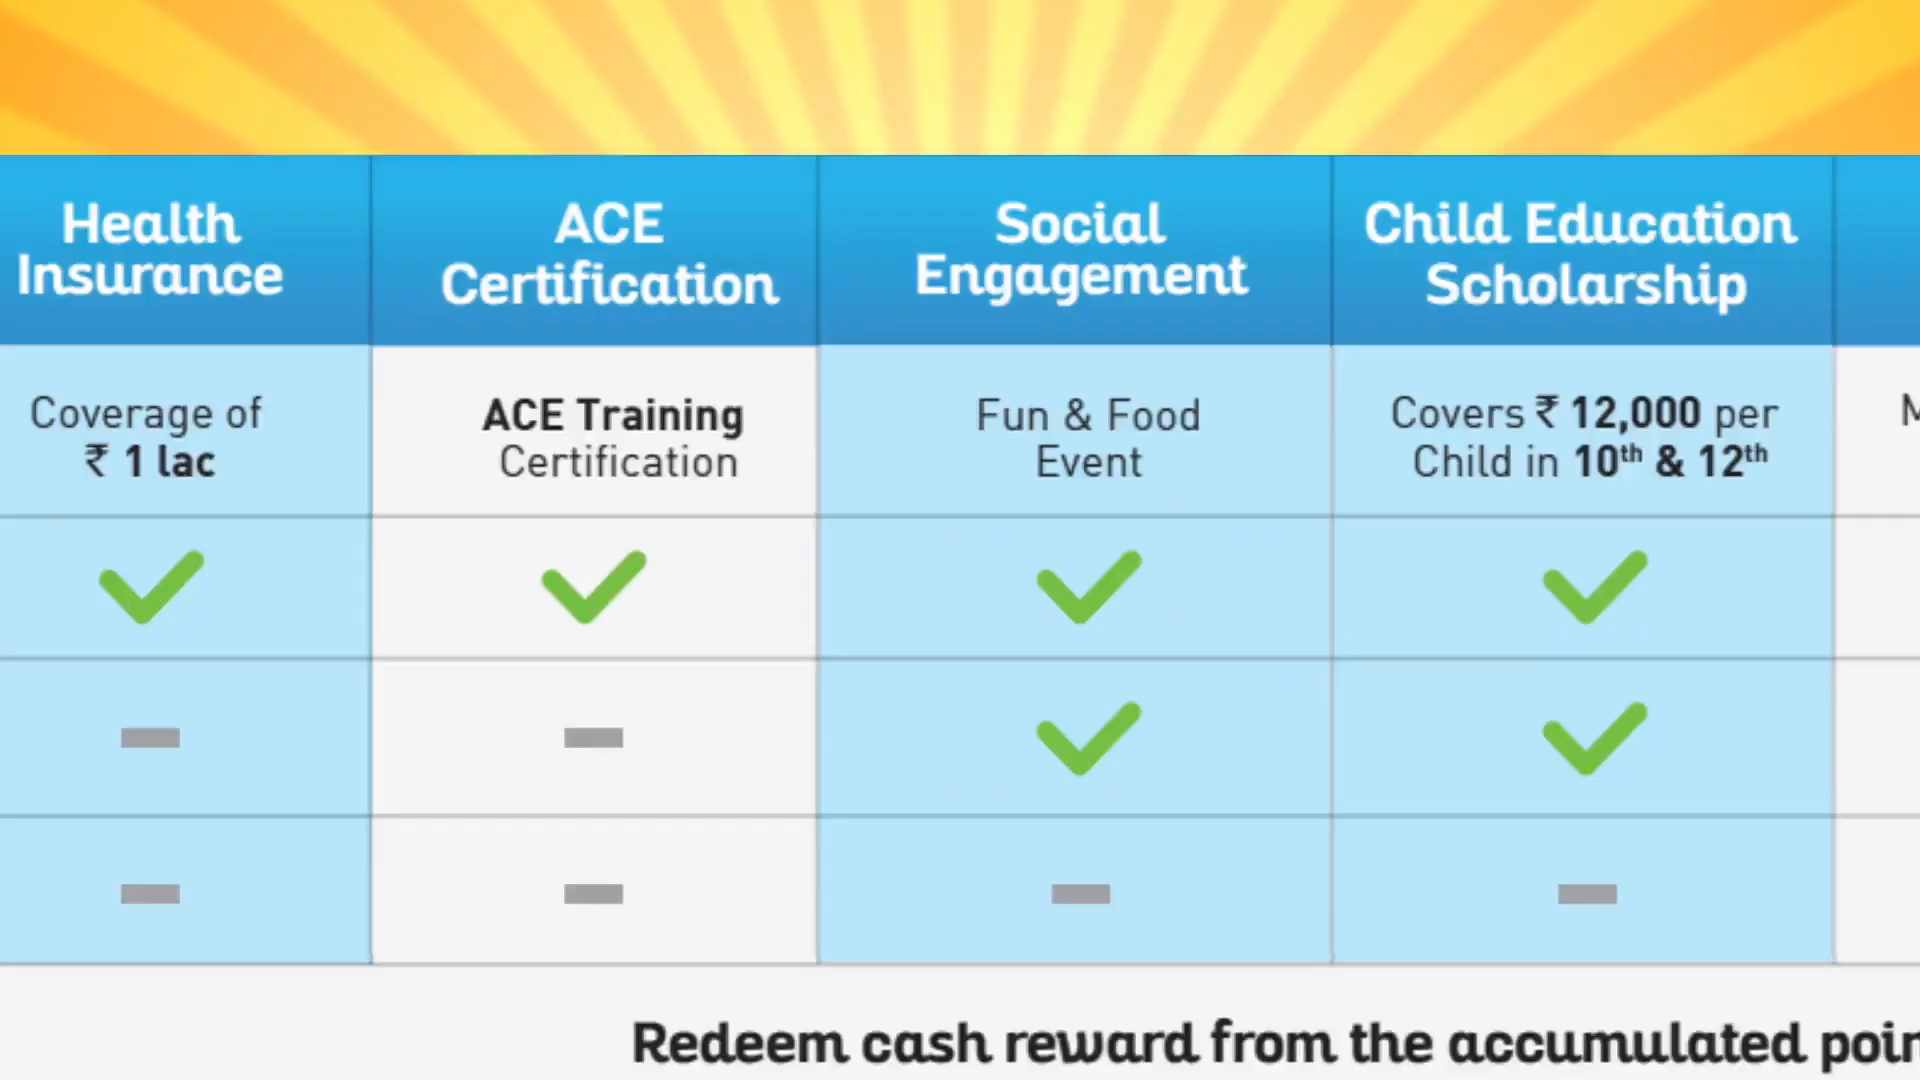 Health
Insurance
ACE
Certification
Social
Engagement
Child Education
Scholarship
Coverage of
₹ 1 lac
ACE Training
Certification
Fun & Food
Event
Covers ₹ 12,000 per
Child in 10th & 12th
Redeem cash reward from the accumulated